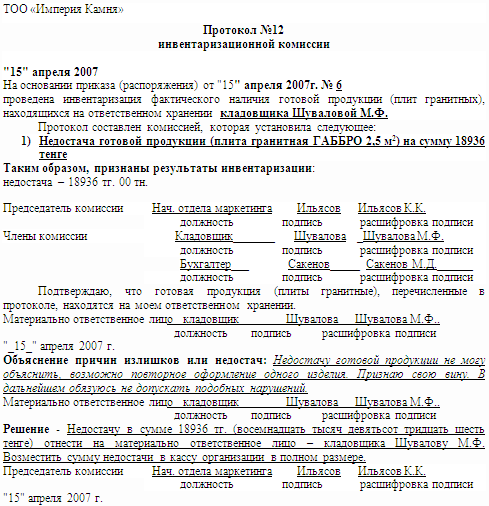 ТОО «Империя Камня»
Протокол №12
инвентаризационной комиссии
"15" апреля 2007
На основании приказа (распоряжения) от "15" апреля 2007г. № 6
проведена инвентаризация фактического наличия готовой продукции (плит гранитных),
находящихся на ответственном хранении кладовщика Шуваловой М.Ф.
Протокол составлен комиссией, которая установила следующее:
1) Недостача готовой продукции (плита гранитная ГАББРО 2,5 м²) на сумму 18936
тенге
Таким образом, признаны результаты инвентаризации:
недостача – 18936 тг. 00 тн.
Председатель комиссии Нач. отдела маркетинга Ильясов Ильясов К.К.
должность подпись расшифровка подписи
Члены комиссии Кладовщик_______ Шувалова _Шувалова М.Ф.
должность подпись расшифровка подписи
Бухгалтер___ Сакенов_____ Сакенов М.Д.
должность подпись расшифровка подписи
Подтверждаю, что готовая продукция (плиты гранитные), перечисленные в
протоколе, находятся на моем ответственном хранении.
Материально ответственное лицо кладовщик Шувалова Шувалова М.Ф..
должность подпись расшифровка подписи
"_15_" апреля 2007 г.
Объяснение причин излишков или недостач: Недостачу готовой продукции не могу
объяснить, возможно повторное оформление одного изделия. Признаю свою вину. В
дальнейшем обязуюсь не допускать подобных нарушений.
Материально ответственное лицо кладовщик Шувалова Шувалова М.Ф..
должность подпись расшифровка подписи
Решение - Недостачу в сумме 18936 тг. (восемнадцать тысяч девятьсот тридцать шесть
тенге) отнести на материально ответственное лицо – кладовщика Шувалову М.Ф.
Возместить сумму недостачи в кассу организации в полном размере.
Председатель комиссии Нач. отдела маркетинга Ильясов Ильясов К.К.
должность подпись расшифровка подписи
"15" апреля 2007 г.